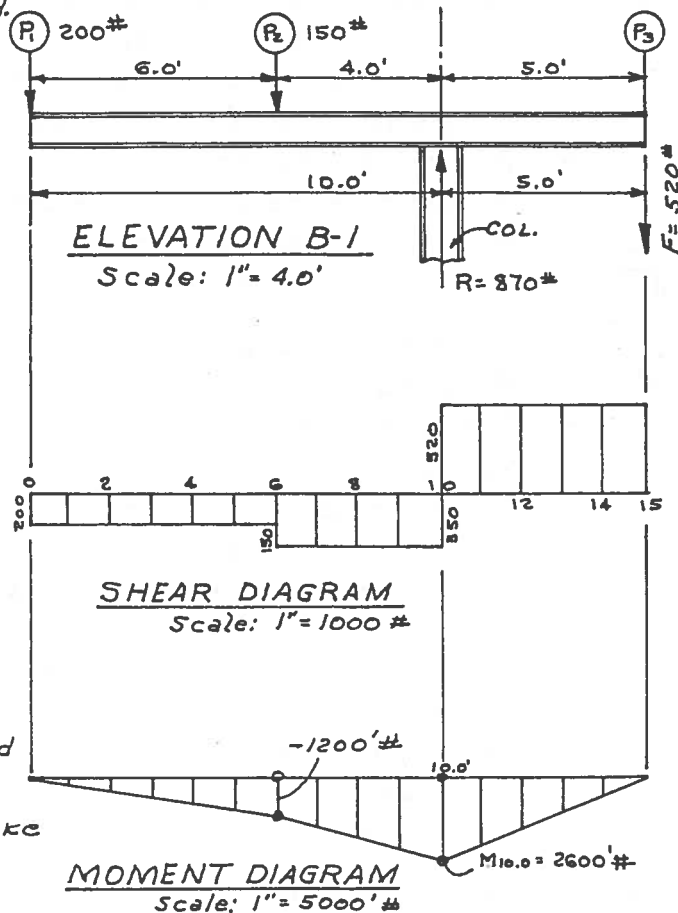 y.
P₁ 200# P₂ 150# P₃
6.0' 4.0' 5.0'
10.0' 5.0'
F= 520#
ELEVATION B-1
Scale: 1"= 4.0'
COL.
R= 870#
520
0 2 4 6 8 10
12 14 15
200 150 350
SHEAR DIAGRAM
Scale: 1"= 1000 #
d
-1200'#
10.0'
ke
M10.0 = 2600'#
MOMENT DIAGRAM
Scale: 1"= 5000'#